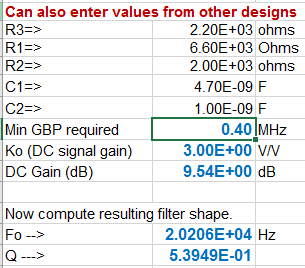 Can also enter values from other designs
R3=> 2.20E+03 ohms
R1=> 6.60E+03 Ohms
R2=> 2.00E+03 ohms
C1=> 4.70E-09 F
C2=> 1.00E-09 F
Min GBP required 0.40 MHz
Ko (DC signal gain) 3.00E+00 V/V
DC Gain (dB) 9.54E+00 dB
Now compute resulting filter shape.
Fo --> 2.0206E+04 Hz
Q ---> 5.3949E-01